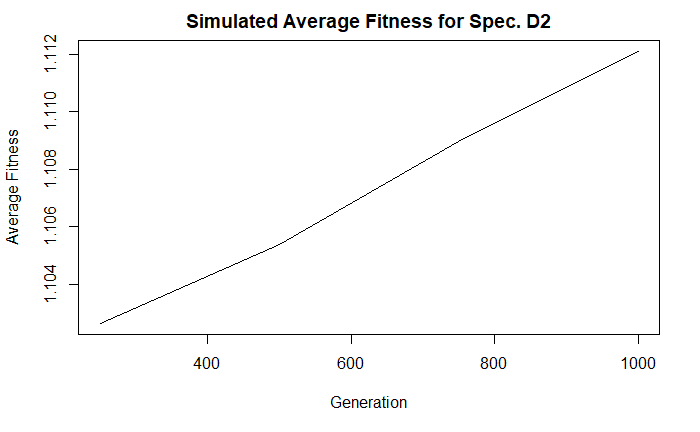 Simulated Average Fitness for Spec. D2
Average Fitness
1.112
1.110
1.108
1.106
1.104
400 600 800 1000
Generation